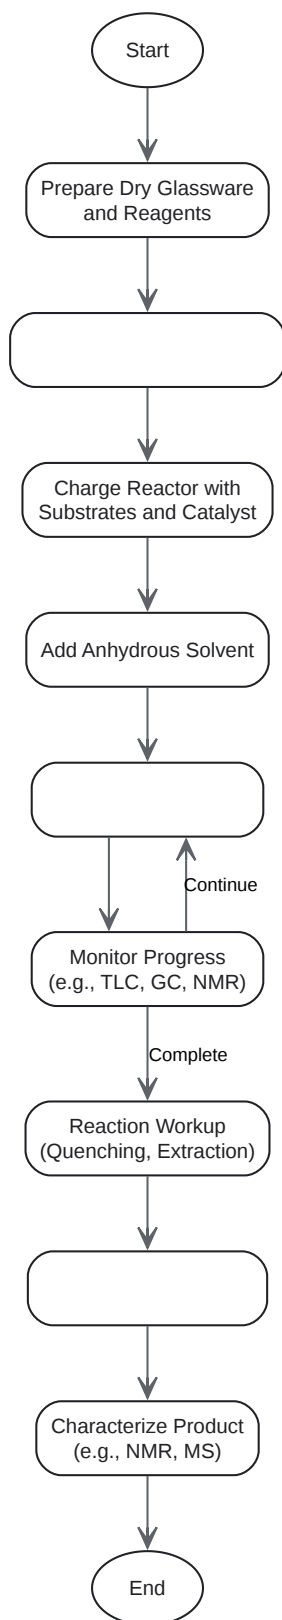 Start
Prepare Dry Glassware
and Reagents
Charge Reactor with
Substrates and Catalyst
Add Anhydrous Solvent
Continue
Monitor Progress
(e.g., TLC, GC, NMR)
Complete
Reaction Workup
(Quenching, Extraction)
Characterize Product
(e.g., NMR, MS)
End